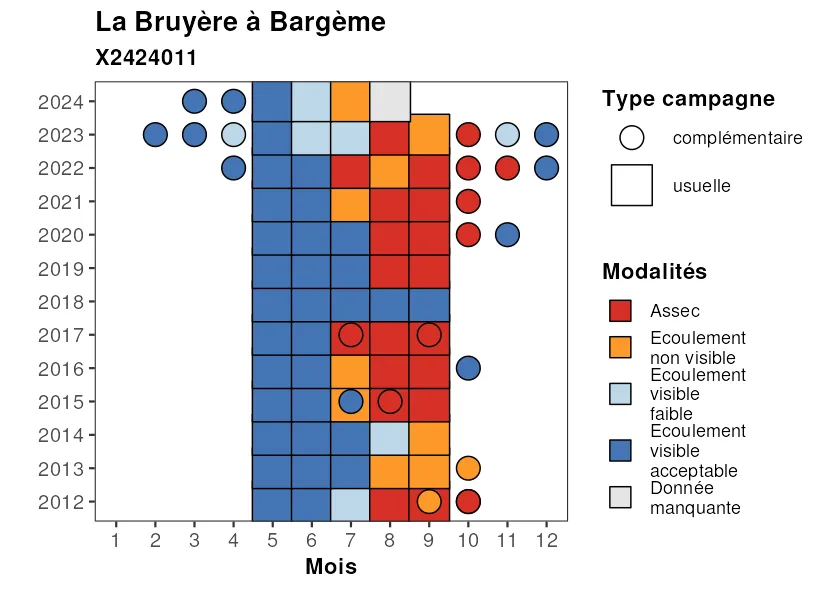 La Bruyère à Bargème
X2424011
2024
2023
2022
2021
2020
2019
2018
2017
2016
2015
2014
2013
2012
1 2 3 4 5 6 7 8 9 10 11 12
Mois
Type campagne
complémentaire
usuelle
Modalités
Assec
Ecoulement
non visible
Ecoulement
visible
faible
Ecoulement
visible
acceptable
Donnée
manquante